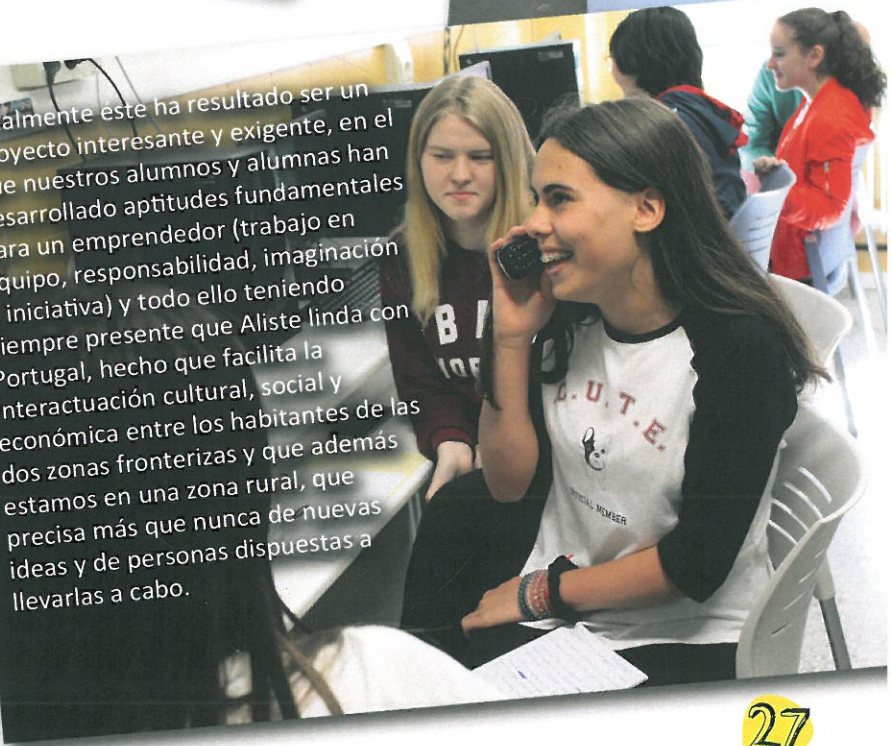 almente éste ha resultado ser un
oyecto interesante y exigente, en el
ue nuestros alumnos y alumnas han
esarrollado aptitudes fundamentales
ara un emprendedor (trabajo en
quipo, responsabilidad, imaginación
iniciativa) y todo ello teniendo
iempre presente que Aliste linda con
Portugal, hecho que facilita la
nteractuación cultural, social y
económica entre los habitantes de las
dos zonas fronterizas y que además
estamos en una zona rural, que
precisa más que nunca de nuevas
ideas y de personas dispuestas a
llevarlas a cabo.
.U.T.E.
MEMBER
27